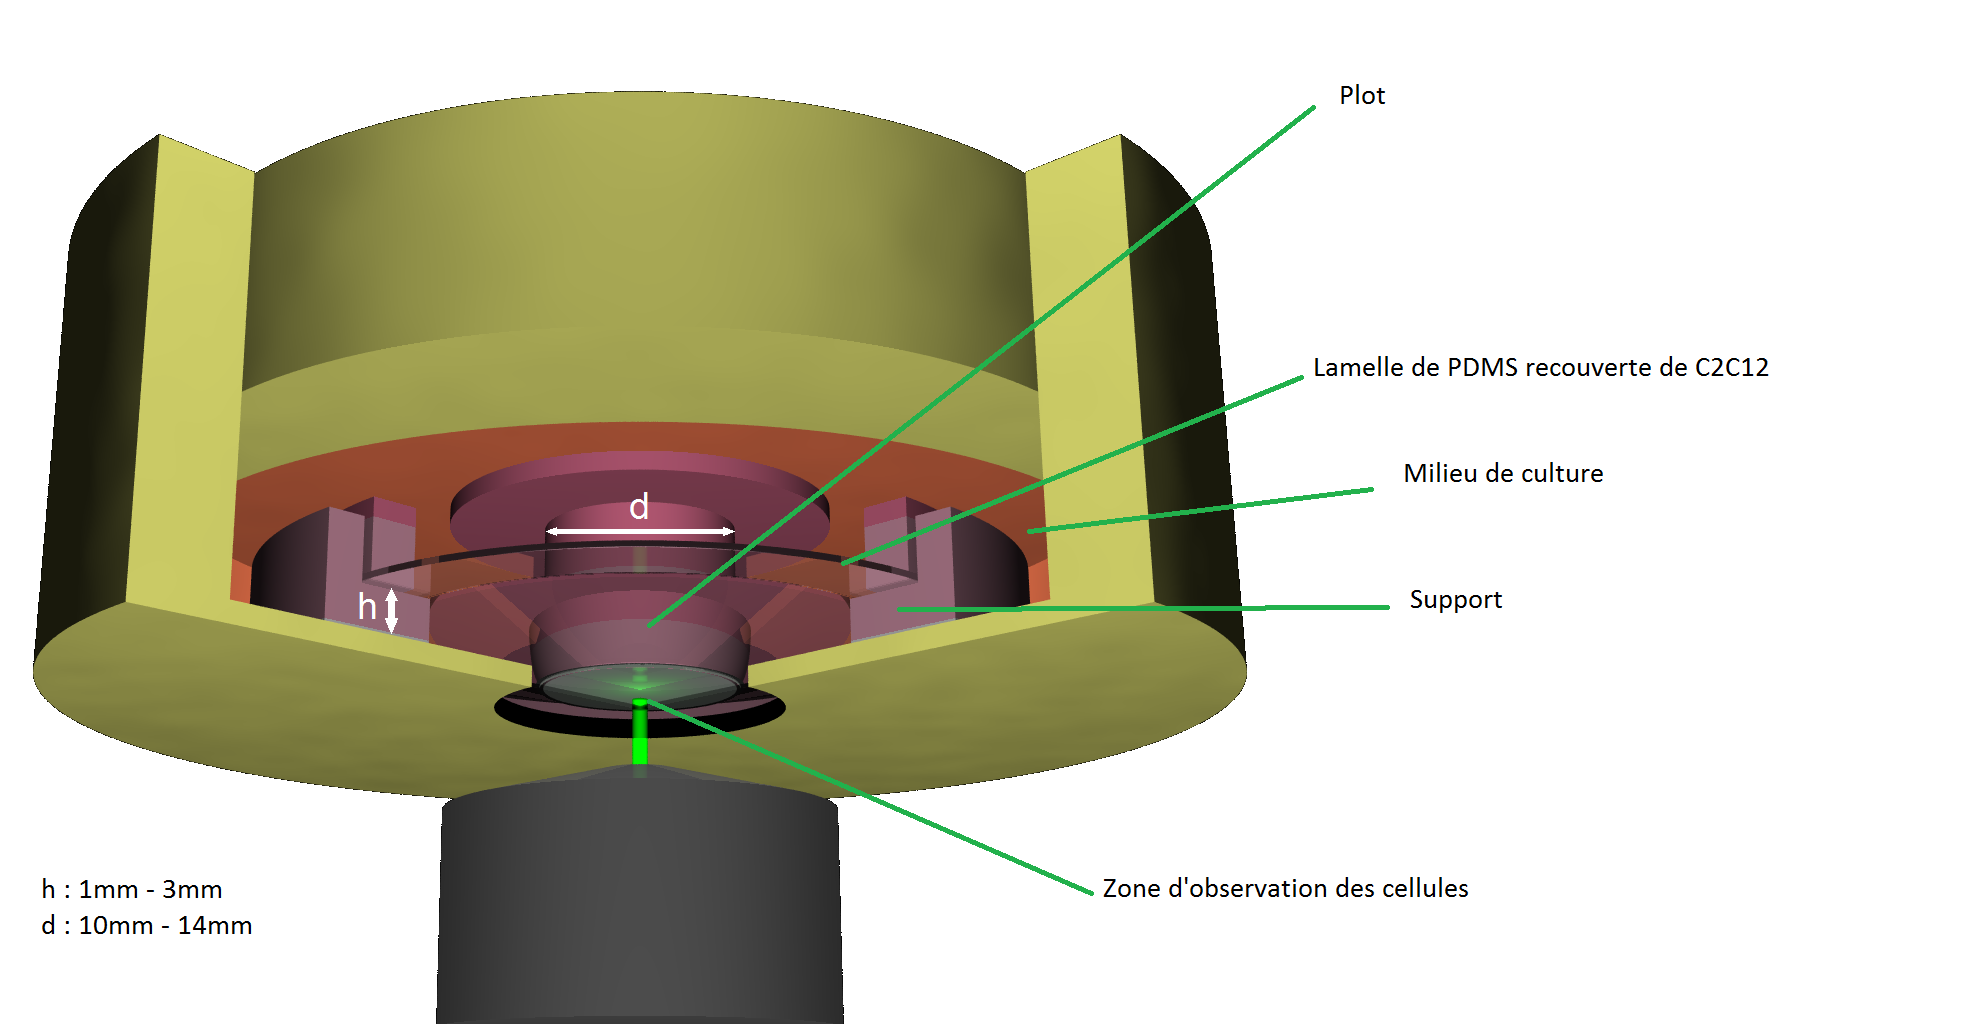 Plot
Lamelle de PDMS recouverte de C2C12
Milieu de culture
d
h
Support
Zone d'observation des cellules
h : 1mm - 3mm
d : 10mm - 14mm